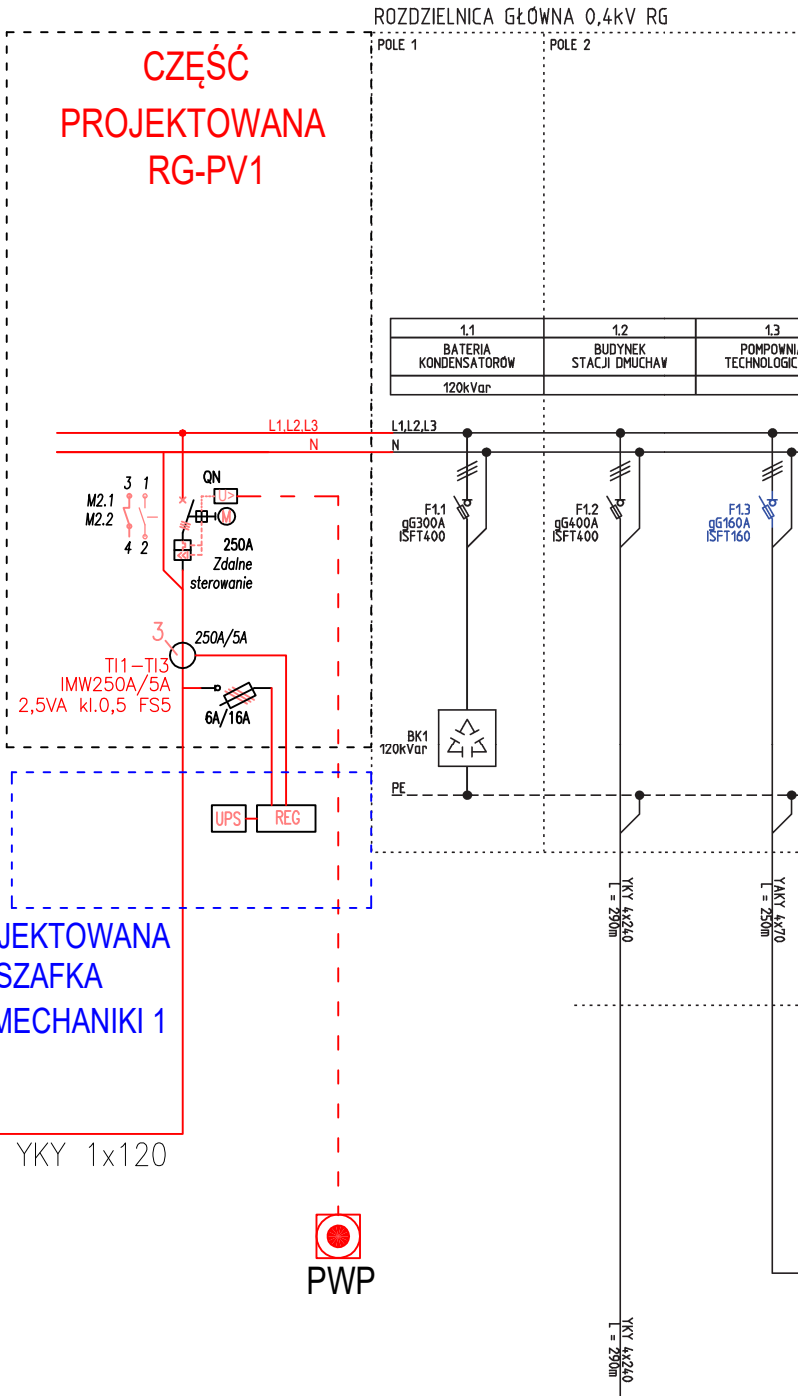 ROZDZIELNICA GŁÓWNA 0,4kV RG
POLE 1
POLE 2
CZĘŚĆ
PROJEKTOWANA
RG-PV1
1.1
1.2
1.3
BATERIA
KONDENSATORÓW
BUDYNEK
STACJI DMUCHAW
POMPOWNIA
TECHNOLOGIC
120kVar
L1,L2,L3
N
L1,L2,L3
N
3 1
M2.1
M2.2
4 2
QN
U>
M
250A
Zdalne
sterowanie
F1.1
gG300A
ISFT400
F1.2
gG400A
ISFT400
F1.3
gG160A
ISFT160
3
250A/5A
TI1-TI3
IMW250A/5A
2,5VA kl.0,5 FS5
6A/16A
BK1
120kVar
PE
UPS
REG
YKY 4x240
L = 290m
YAKY 4x70
L = 250m
JEKTOWANA
SZAFKA
MECHANIKI 1
YKY 1x120
PWP
YKY 4x240
L = 290m